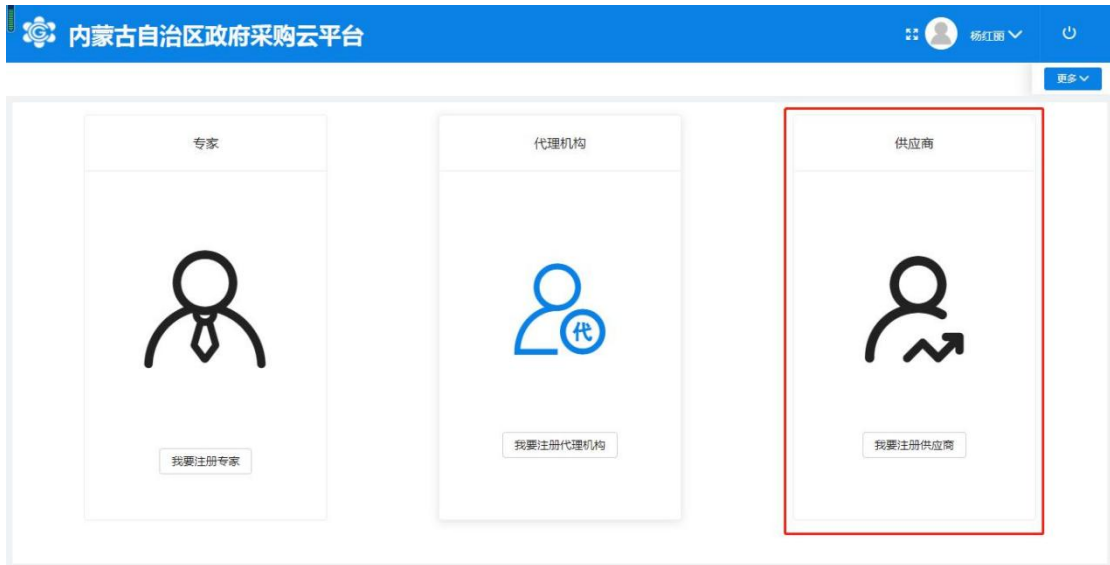 内蒙古自治区政府采购云平台
杨红丽
更多
专家
代理机构
供应商
代
我要注册专家
我要注册代理机构
我要注册供应商